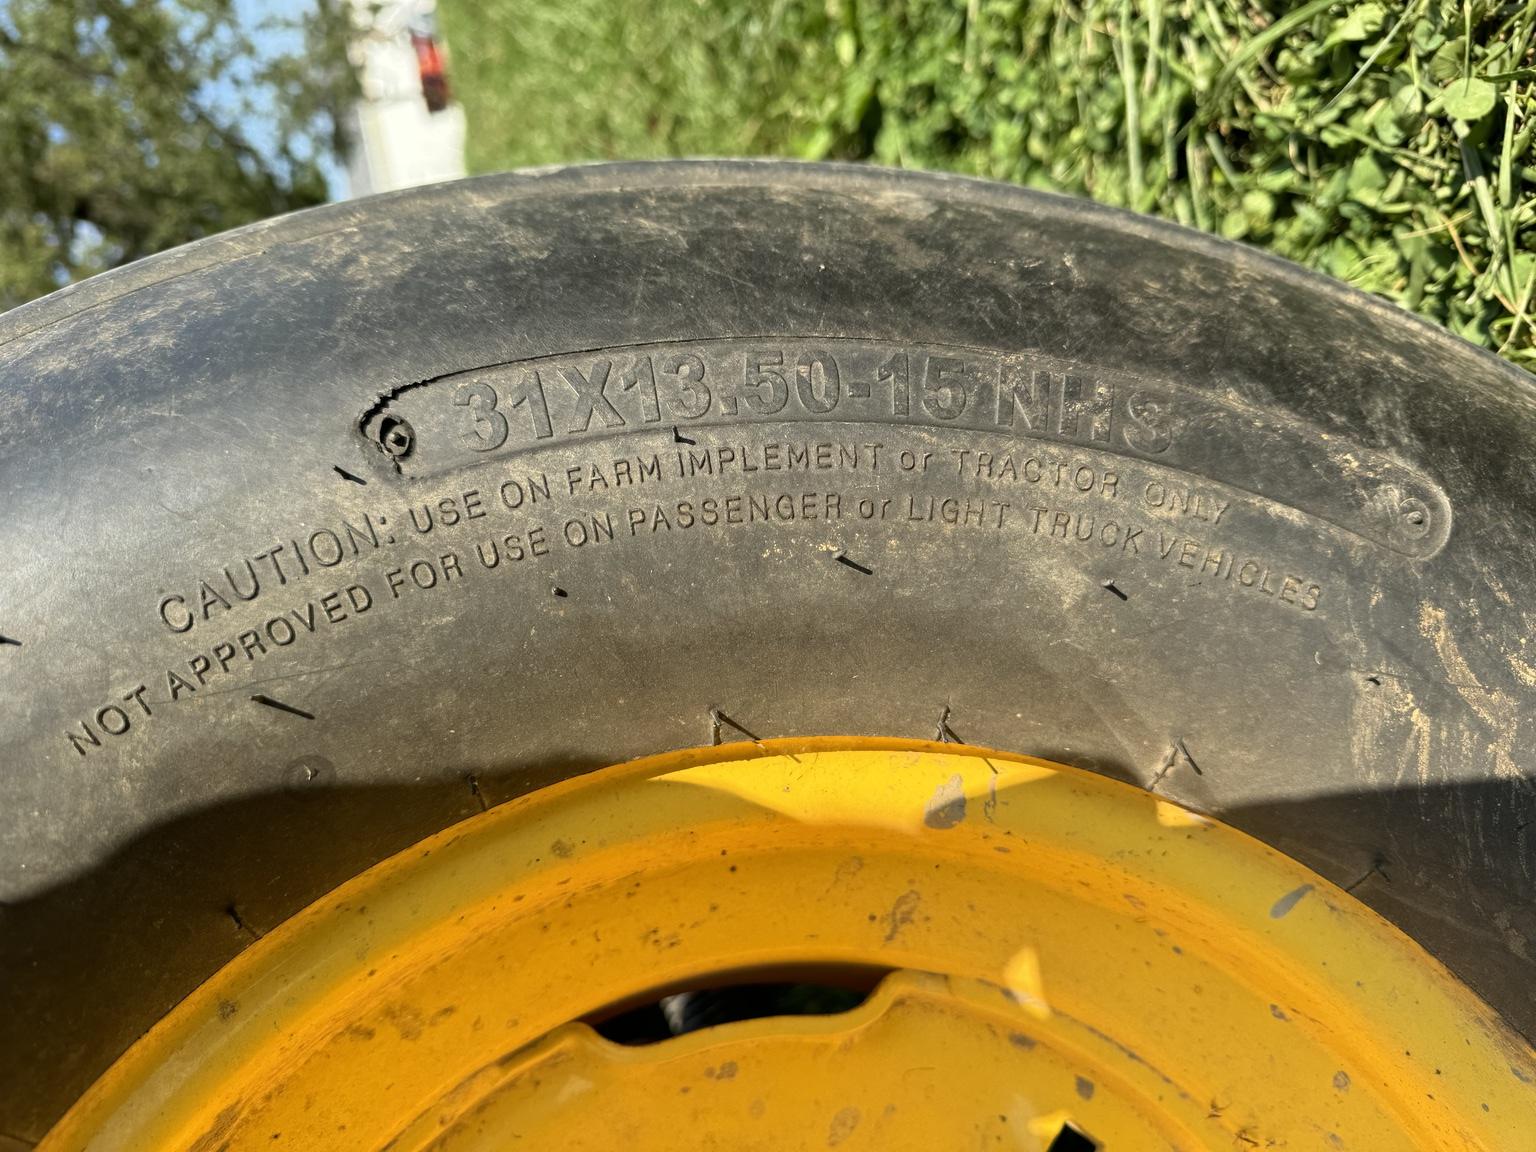 31X13.50-15 NHS
CAUTION: USE ON FARM IMPLEMENT or TRACTOR ONLY
NOT APPROVED FOR USE ON PASSENGER or LIGHT TRUCK VEHICLES